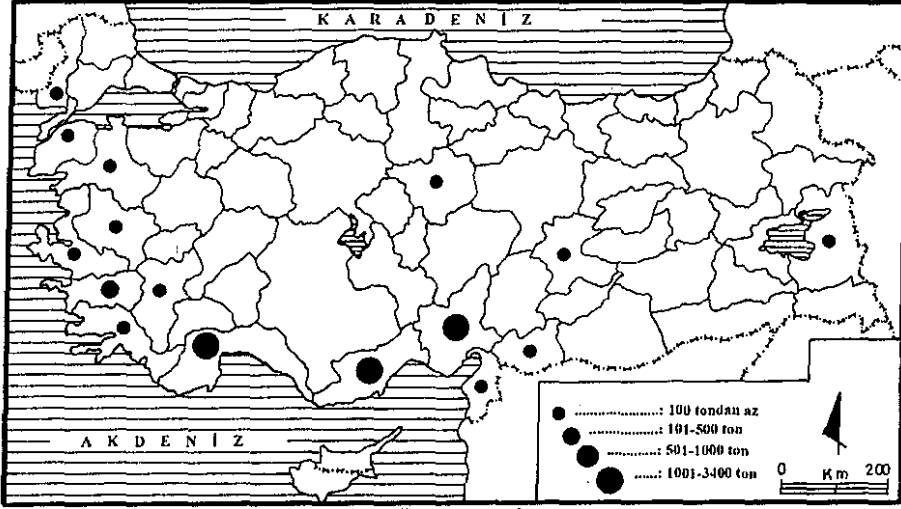 KARADENİZ
AKDENİZ
: 100 tondan az
: 101-500 ton
: 501-1000 ton
: 1001-3400 ton
0 Km 200